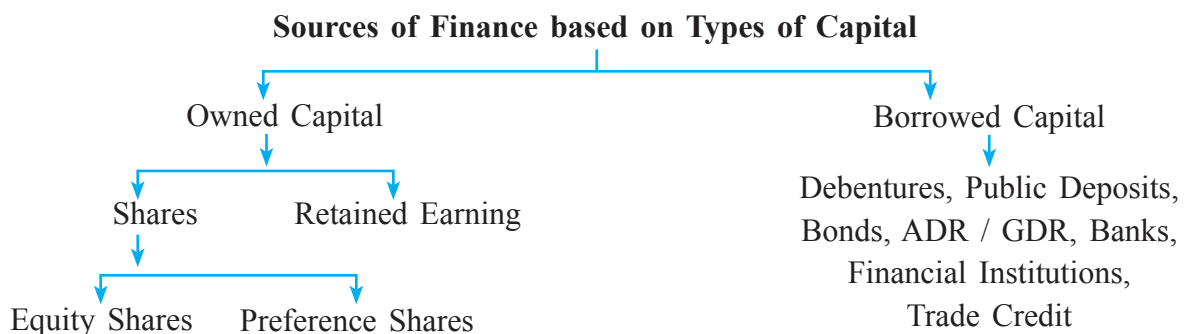 Sources of Finance based on Types of Capital
Owned Capital
Borrowed Capital
Shares
Retained Earning
Debentures, Public Deposits,
Bonds, ADR / GDR, Banks,
Financial Institutions,
Trade Credit
Equity Shares
Preference Shares